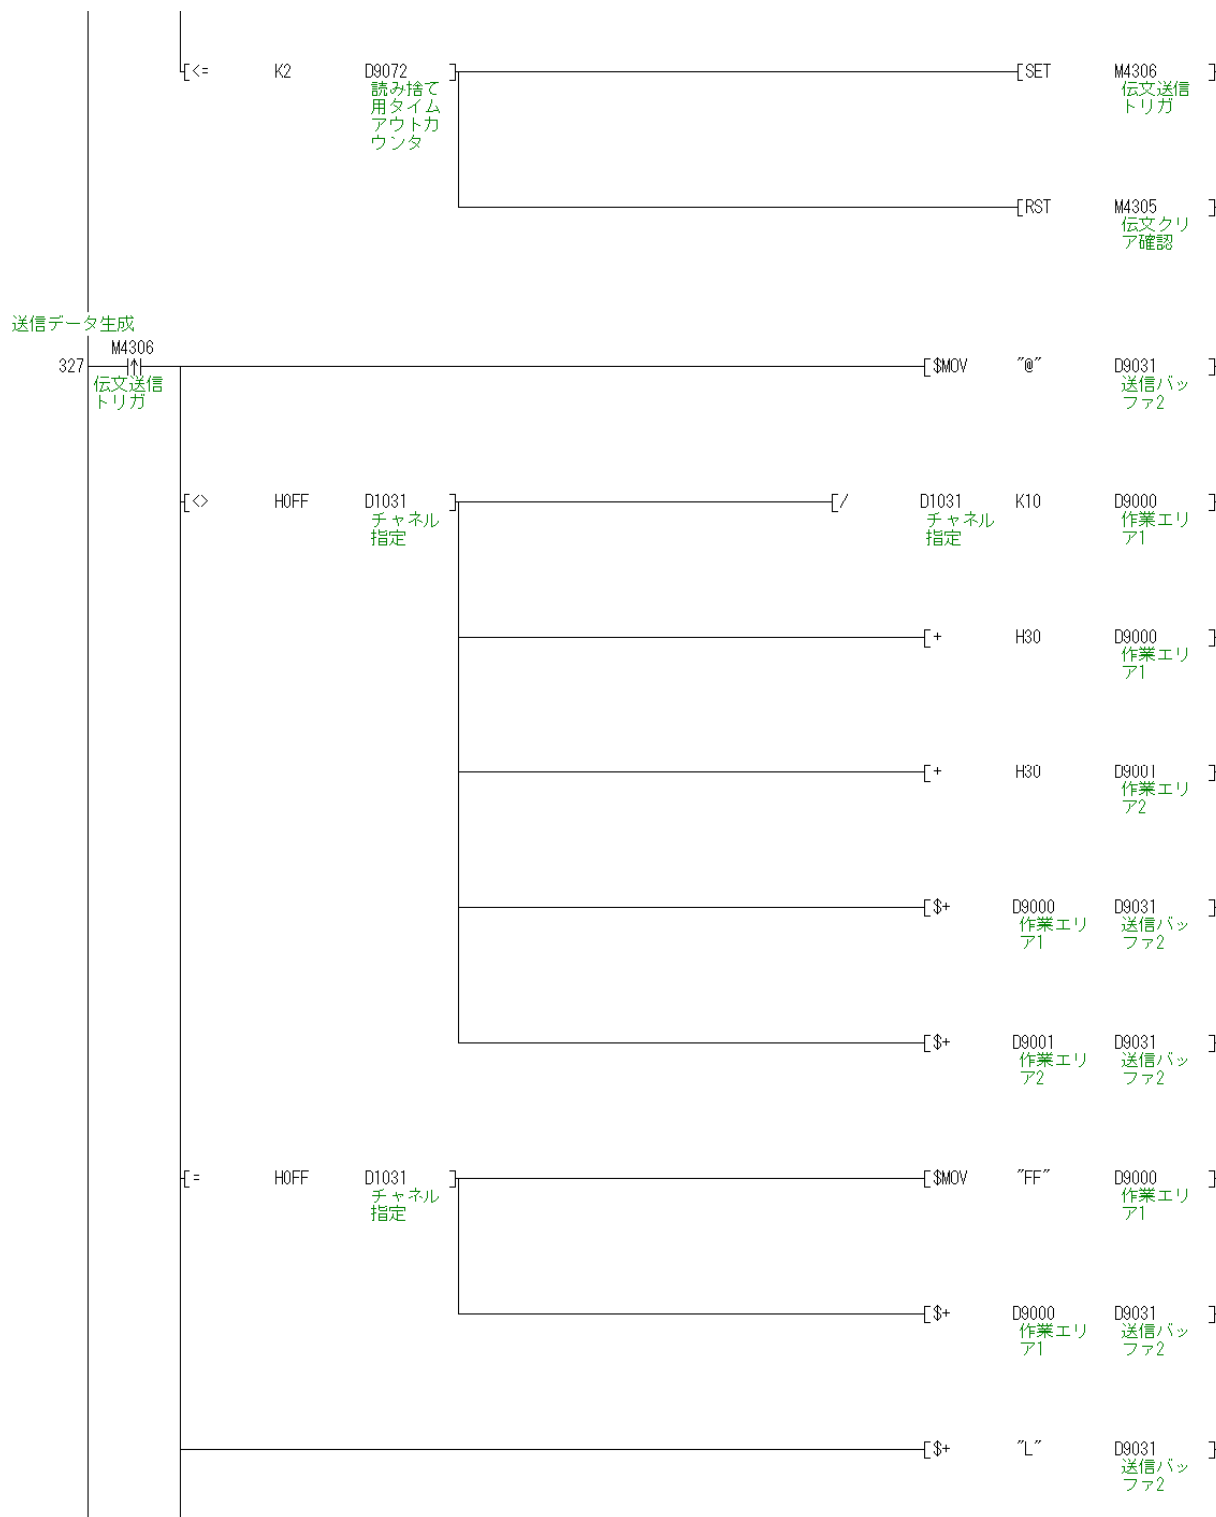 [<= K2 D9072 ] [SET M4306 ]
読み捨て
用タイム
アウトカ
ウンタ
伝文送信
トリガ
[RST M4305 ]
伝文クリ
ア確認
送信データ生成
M4306
327 [$MOV "@" D9031 ]
伝文送信
トリガ
送信バッ
ファ2
[<> H0FF D1031 ] [/ D1031 K10 D9000 ]
チャネル
指定
チャネル
指定
作業エリ
ア1
[+ H30 D9000 ]
作業エリ
ア1
[+ H30 D9001 ]
作業エリ
ア2
[$+ D9000 D9031 ]
作業エリ
ア1
送信バッ
ファ2
[$+ D9001 D9031 ]
作業エリ
ア2
送信バッ
ファ2
[= H0FF D1031 ] [$MOV "FF" D9000 ]
チャネル
指定
作業エリ
ア1
[$+ D9000 D9031 ]
作業エリ
ア1
送信バッ
ファ2
[$+ "L" D9031 ]
送信バッ
ファ2